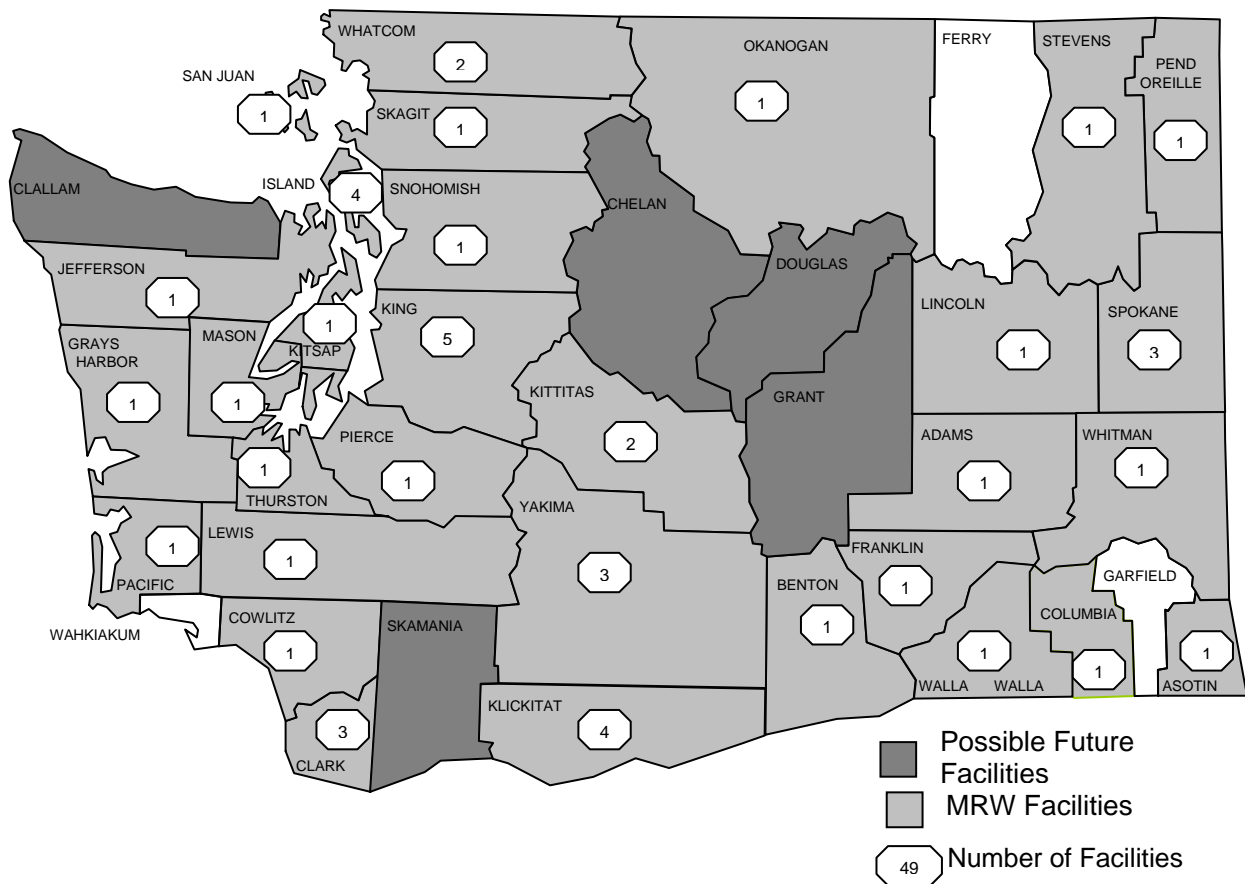 WHATCOM
2
OKANOGAN
1
FERRY
STEVENS
1
PEND
OREILLE
1
SAN JUAN
1
SKAGIT
1
CLALLAM
ISLAND
4
SNOHOMISH
1
CHELAN
DOUGLAS
JEFFERSON
1
KITSAP
1
KING
5
LINCOLN
1
SPOKANE
3
GRAYS
HARBOR
1
MASON
1
KITTITAS
2
GRANT
PIERCE
1
THURSTON
1
ADAMS
1
WHITMAN
1
YAKIMA
3
LEWIS
1
PACIFIC
1
FRANKLIN
1
BENTON
1
GARFIELD
COLUMBIA
1
WAHKIAKUM
COWLITZ
1
SKAMANIA
1
WALLA WALLA
1
ASOTIN
KLICKITAT
4
3
CLARK
Possible Future
Facilities
MRW Facilities
49 Number of Facilities